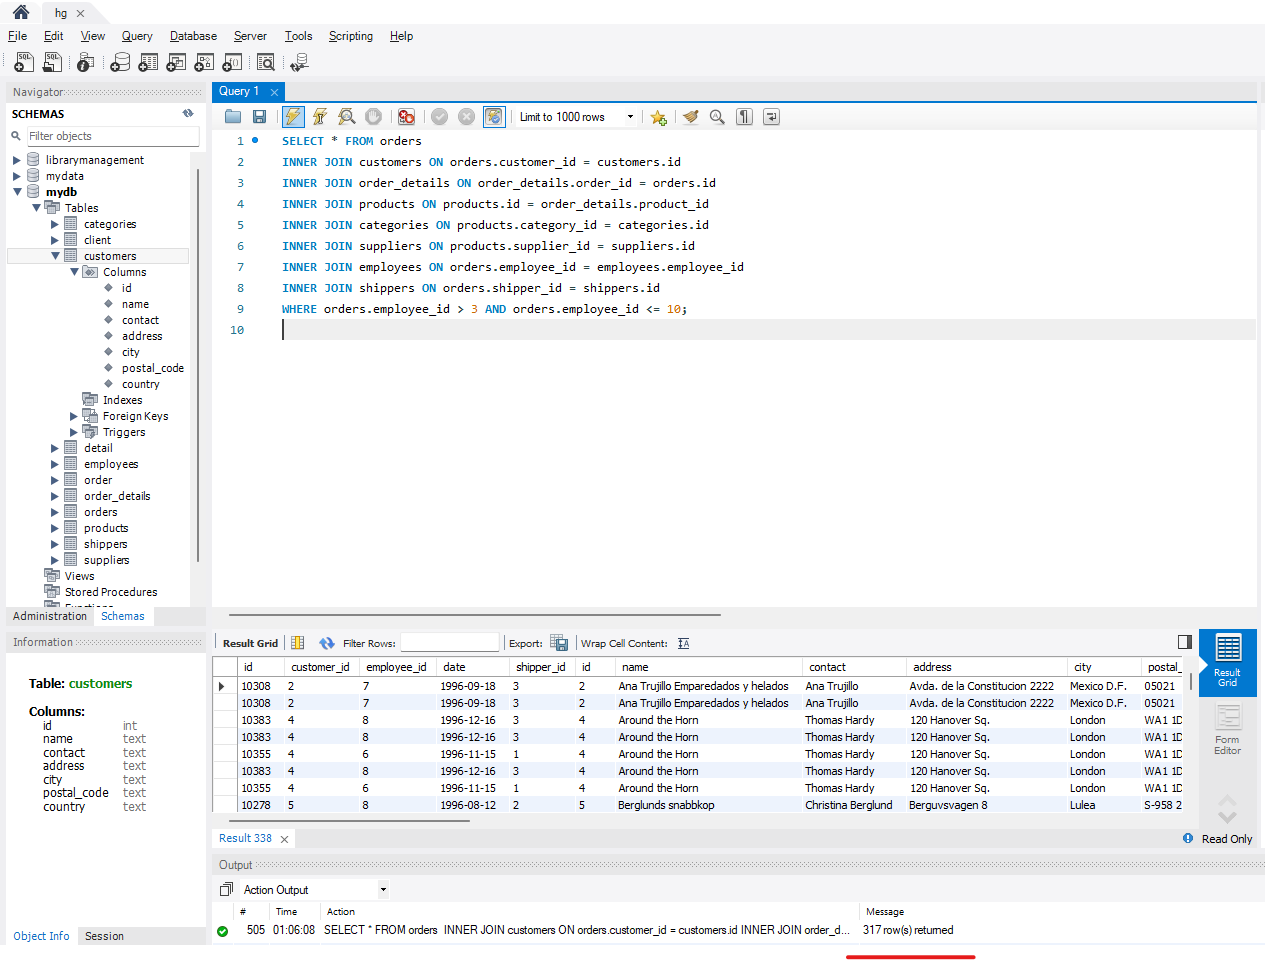 hg
File Edit View Query Database Server Tools Scripting Help
Navigator
SCHEMAS
Filter objects
librarymanagement
mydata
mydb
Tables
categories
client
customers
Columns
id
name
contact
address
city
postal_code
country
Indexes
Foreign Keys
Triggers
detail
employees
order
order_details
orders
products
shippers
suppliers
Views
Stored Procedures
Functions
Administration Schemas
Information
Table: customers
Columns:
id int
name text
contact text
address text
city text
postal_code text
country text
Object Info Session
Query 1
Limit to 1000 rows
1 SELECT * FROM orders
2 INNER JOIN customers ON orders.customer_id = customers.id
3 INNER JOIN order_details ON order_details.order_id = orders.id
4 INNER JOIN products ON products.id = order_details.product_id
5 INNER JOIN categories ON products.category_id = categories.id
6 INNER JOIN suppliers ON products.supplier_id = suppliers.id
7 INNER JOIN employees ON orders.employee_id = employees.employee_id
8 INNER JOIN shippers ON orders.shipper_id = shippers.id
9 WHERE orders.employee_id > 3 AND orders.employee_id <= 10;
10
Result Grid Filter Rows: Export: Wrap Cell Content:
id customer_id employee_id date shipper_id id name contact address city postal_
10308 2 7 1996-09-18 3 2 Ana Trujillo Emparedados y helados Ana Trujillo Avda. de la Constitucion 2222 Mexico D.F. 05021
10308 2 7 1996-09-18 3 2 Ana Trujillo Emparedados y helados Ana Trujillo Avda. de la Constitucion 2222 Mexico D.F. 05021
10383 4 8 1996-12-16 3 4 Around the Horn Thomas Hardy 120 Hanover Sq. London WA1 1D
10383 4 8 1996-12-16 3 4 Around the Horn Thomas Hardy 120 Hanover Sq. London WA1 1D
10355 4 6 1996-11-15 1 4 Around the Horn Thomas Hardy 120 Hanover Sq. London WA1 1D
10383 4 8 1996-12-16 3 4 Around the Horn Thomas Hardy 120 Hanover Sq. London WA1 1D
10355 4 6 1996-11-15 1 4 Around the Horn Thomas Hardy 120 Hanover Sq. London WA1 1D
10278 5 8 1996-08-12 2 5 Berglunds snabbkop Christina Berglund Berguvsvagen 8 Lulea S-958 2
Result Grid
Form Editor
Result 338
Read Only
Output
Action Output
# Time Action Message
505 01:06:08 SELECT * FROM orders INNER JOIN customers ON orders.customer_id = customers.id INNER JOIN order_d... 317 row(s) returned